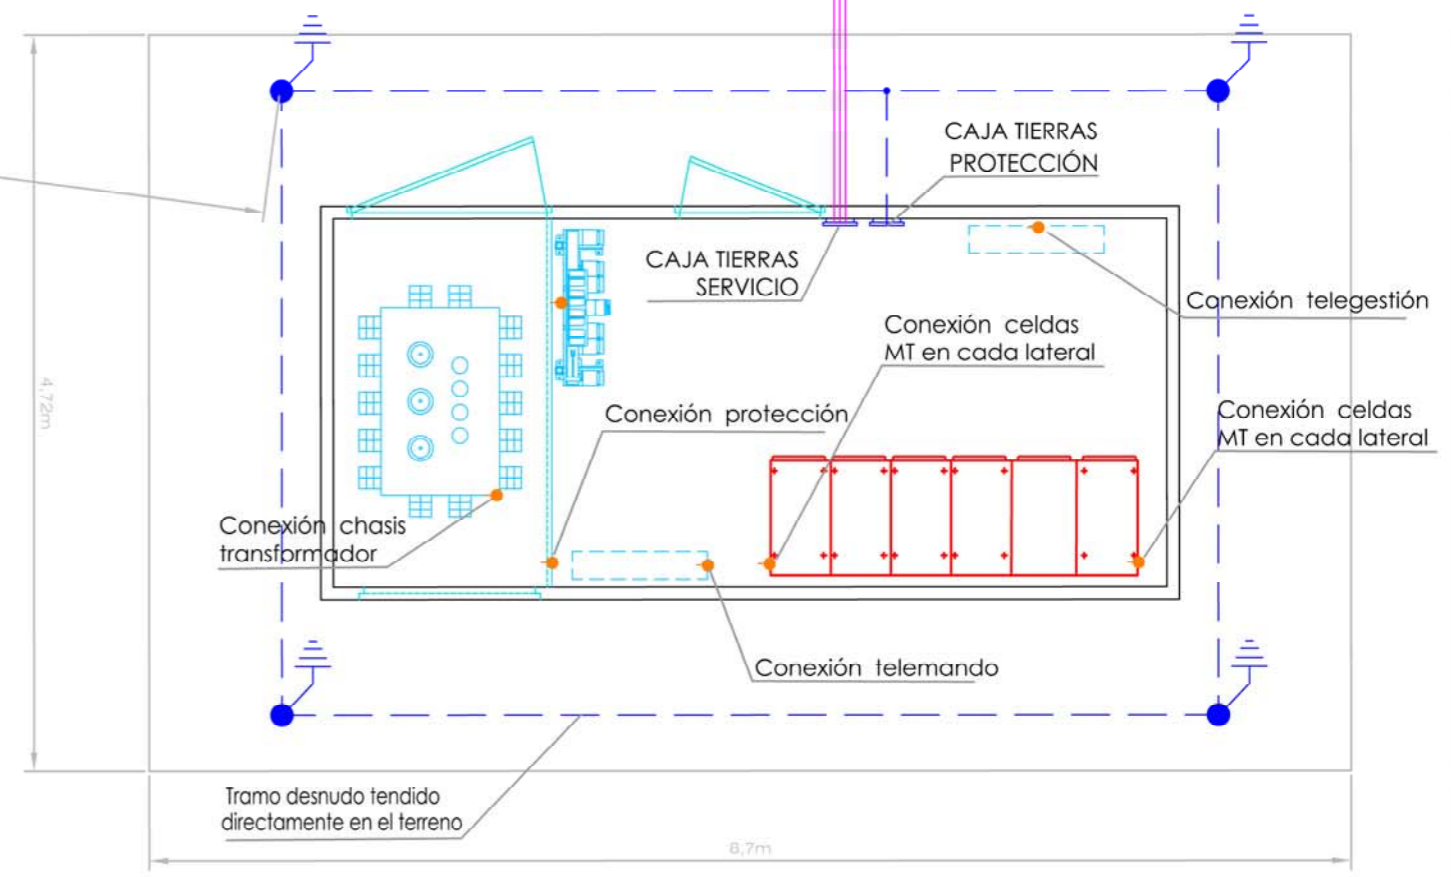 CAJA TIERRAS
PROTECCIÓN
CAJA TIERRAS
SERVICIO
Conexión telegestión
Conexión celdas
MT en cada lateral
4,72m
Conexión protección
Conexión celdas
MT en cada lateral
Conexión chasis
transformador
Conexión telemando
Tramo desnudo tendido
directamente en el terreno
8,7m